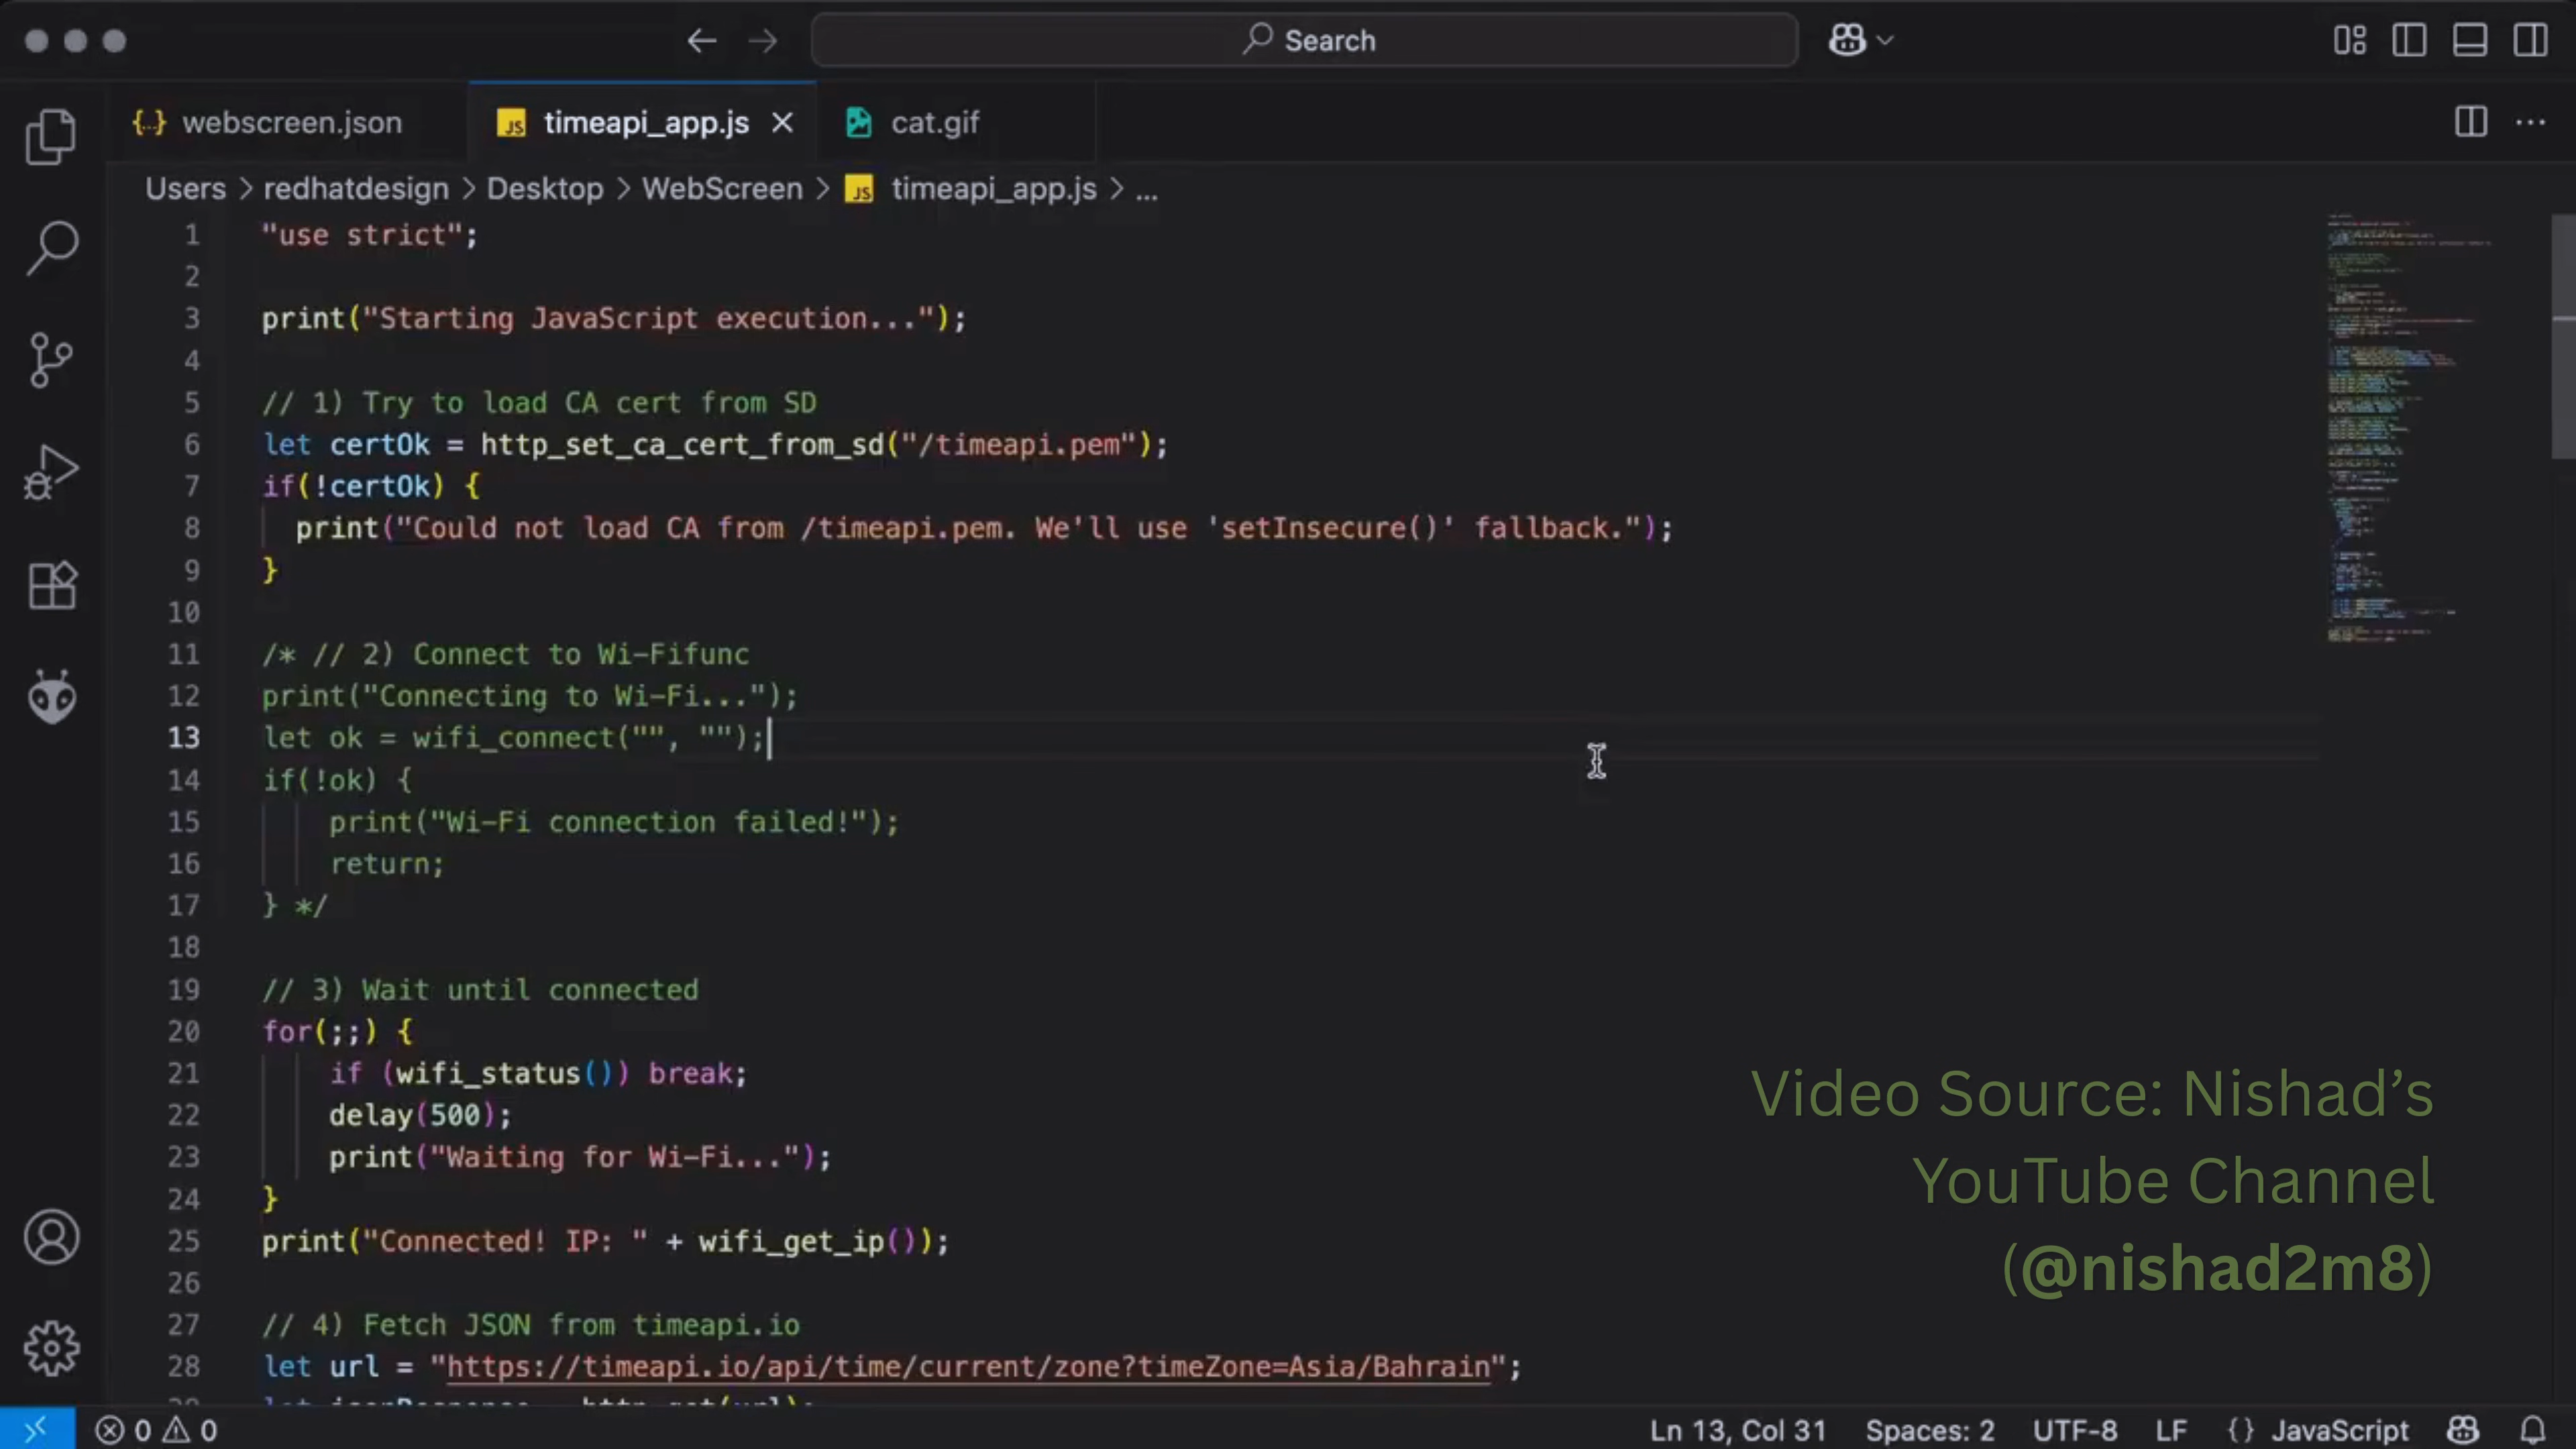 Search
webscreen.json
timeapi_app.js
cat.gif
Users > redhatdesign > Desktop > WebScreen > JS timeapi_app.js > ...
1 "use strict";
2
3 print("Starting JavaScript execution...");
4
5 // 1) Try to load CA cert from SD
6 let certOk = http_set_ca_cert_from_sd("/timeapi.pem");
7 if(!certOk) {
8 print("Could not load CA from /timeapi.pem. We'll use 'setInsecure()' fallback.");
9 }
10
11 /* // 2) Connect to Wi-Fifunc
12 print("Connecting to Wi-Fi...");
13 let ok = wifi_connect("", "");
14 if(!ok) {
15 print("Wi-Fi connection failed!");
16 return;
17 } */
18
19 // 3) Wait until connected
20 for(;;) {
21 if (wifi_status()) break;
22 delay(500);
23 print("Waiting for Wi-Fi...");
24 }
25 print("Connected! IP: " + wifi_get_ip());
26
27 // 4) Fetch JSON from timeapi.io
28 let url = "https://timeapi.io/api/time/current/zone?timeZone=Asia/Bahrain";
Video Source: Nishad's
YouTube Channel
(@nishad2m8)
0 0
Ln 13, Col 31
Spaces: 2
UTF-8
LF
{} JavaScript